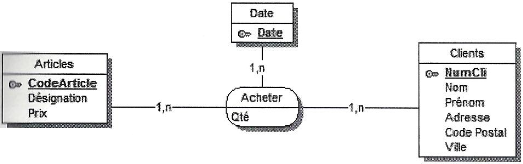 Date
Date
Articles
CodeArticle
Désignation
Prix
1,n
1,n
Acheter
Qté
1,n
Clients
NumCli
Nom
Prénom
Adresse
Code Postal
Ville